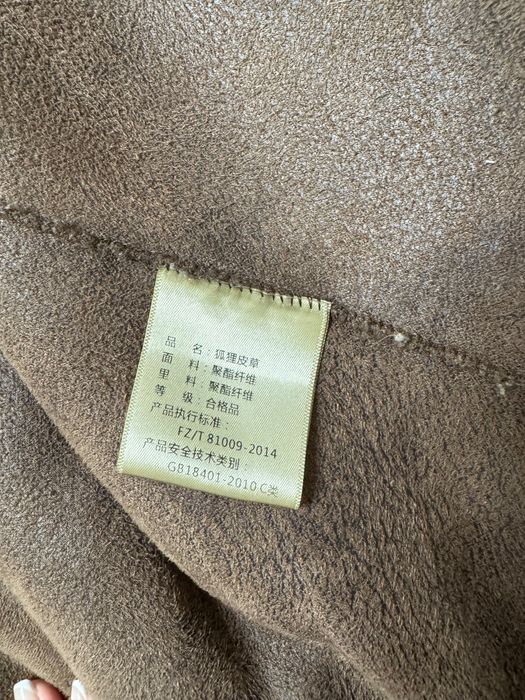 品 名：狐狸皮草
面 料：聚酯纤维
里 料：聚酯纤维
等 级：合格品
产品执行标准：
FZ/T 81009-2014
产品安全技术类别：
GB18401-2010 C类